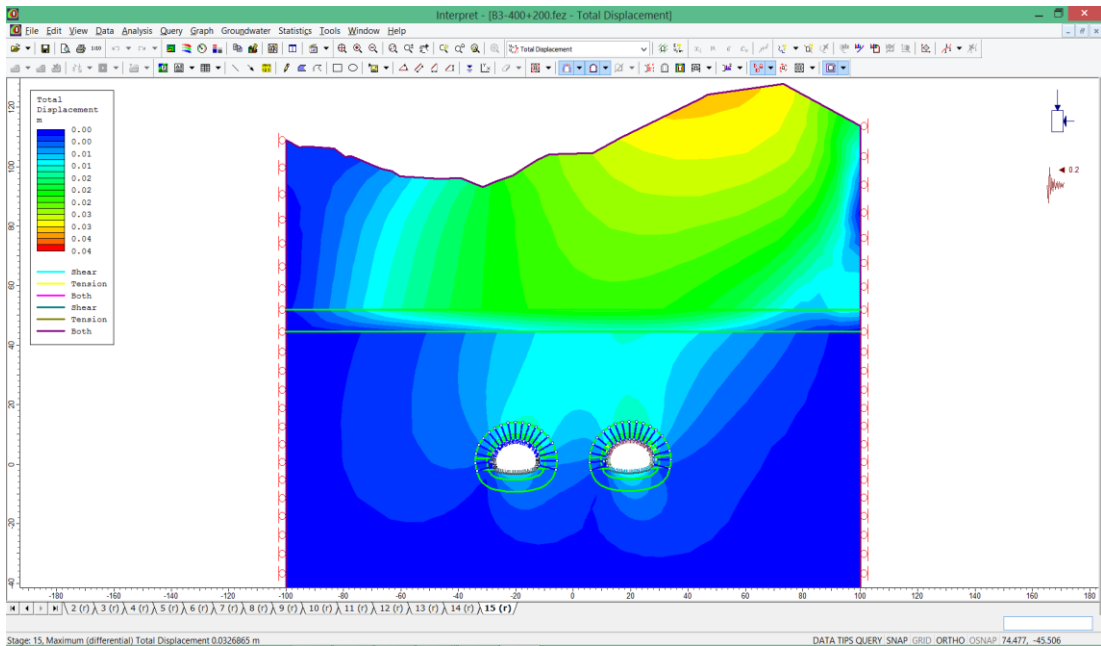 Interpret - [B3-400+200.fez - Total Displacement]
File Edit View Data Analysis Query Graph Groundwater Statistics Tools Window Help
Total Displacement
Total
Displacement
m
0.00
0.00
0.01
0.01
0.02
0.02
0.02
0.03
0.03
0.04
0.04
Shear
Tension
Both
Shear
Tension
Both
0.2
120
100
80
60
40
20
0
-20
-40
-180 -160 -140 -120 -100 -80 -60 -40 -20 0 20 40 60 80 100 120 140 160 180
2 (r) 3 (r) 4 (r) 5 (r) 6 (r) 7 (r) 8 (r) 9 (r) 10 (r) 11 (r) 12 (r) 13 (r) 14 (r) 15 (r)
Stage: 15, Maximum (differential) Total Displacement 0.0326865 m
DATA TIPS QUERY SNAP GRID ORTHO OSNAP 74.477, -45.506